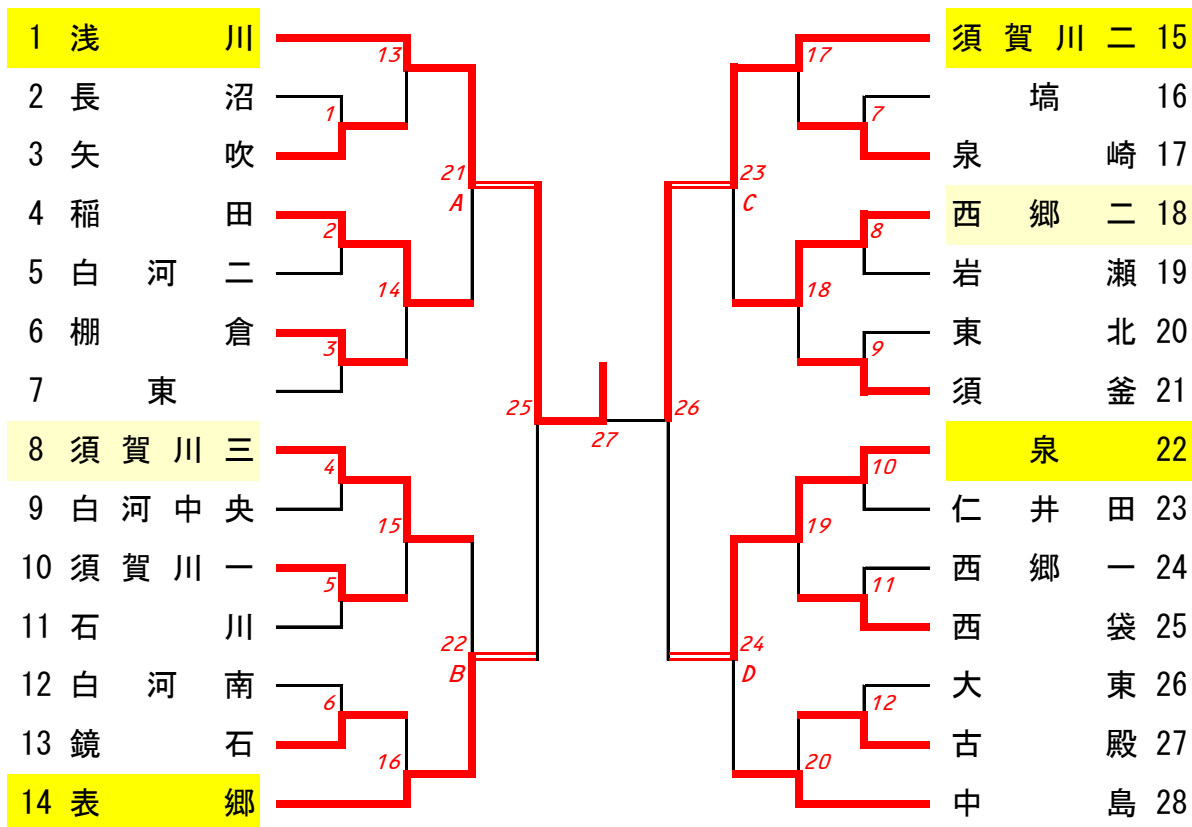 1 浅川
2 長沼
3 矢吹
4 稲田
5 白河二
6 棚倉
7 東
8 須賀川三
9 白河中央
10 須賀川一
11 石川
12 白河南
13 鏡石
14 表郷
13
1
2
14
3
4
15
5
6
16
21
A
22
B
25
27
26
23
C
24
D
17
7
8
18
9
10
19
11
12
20
須賀川二 15
塙 16
泉崎 17
西郷二 18
岩瀬 19
東北 20
須釜 21
泉 22
仁井田 23
西郷一 24
西袋 25
大東 26
古殿 27
中島 28